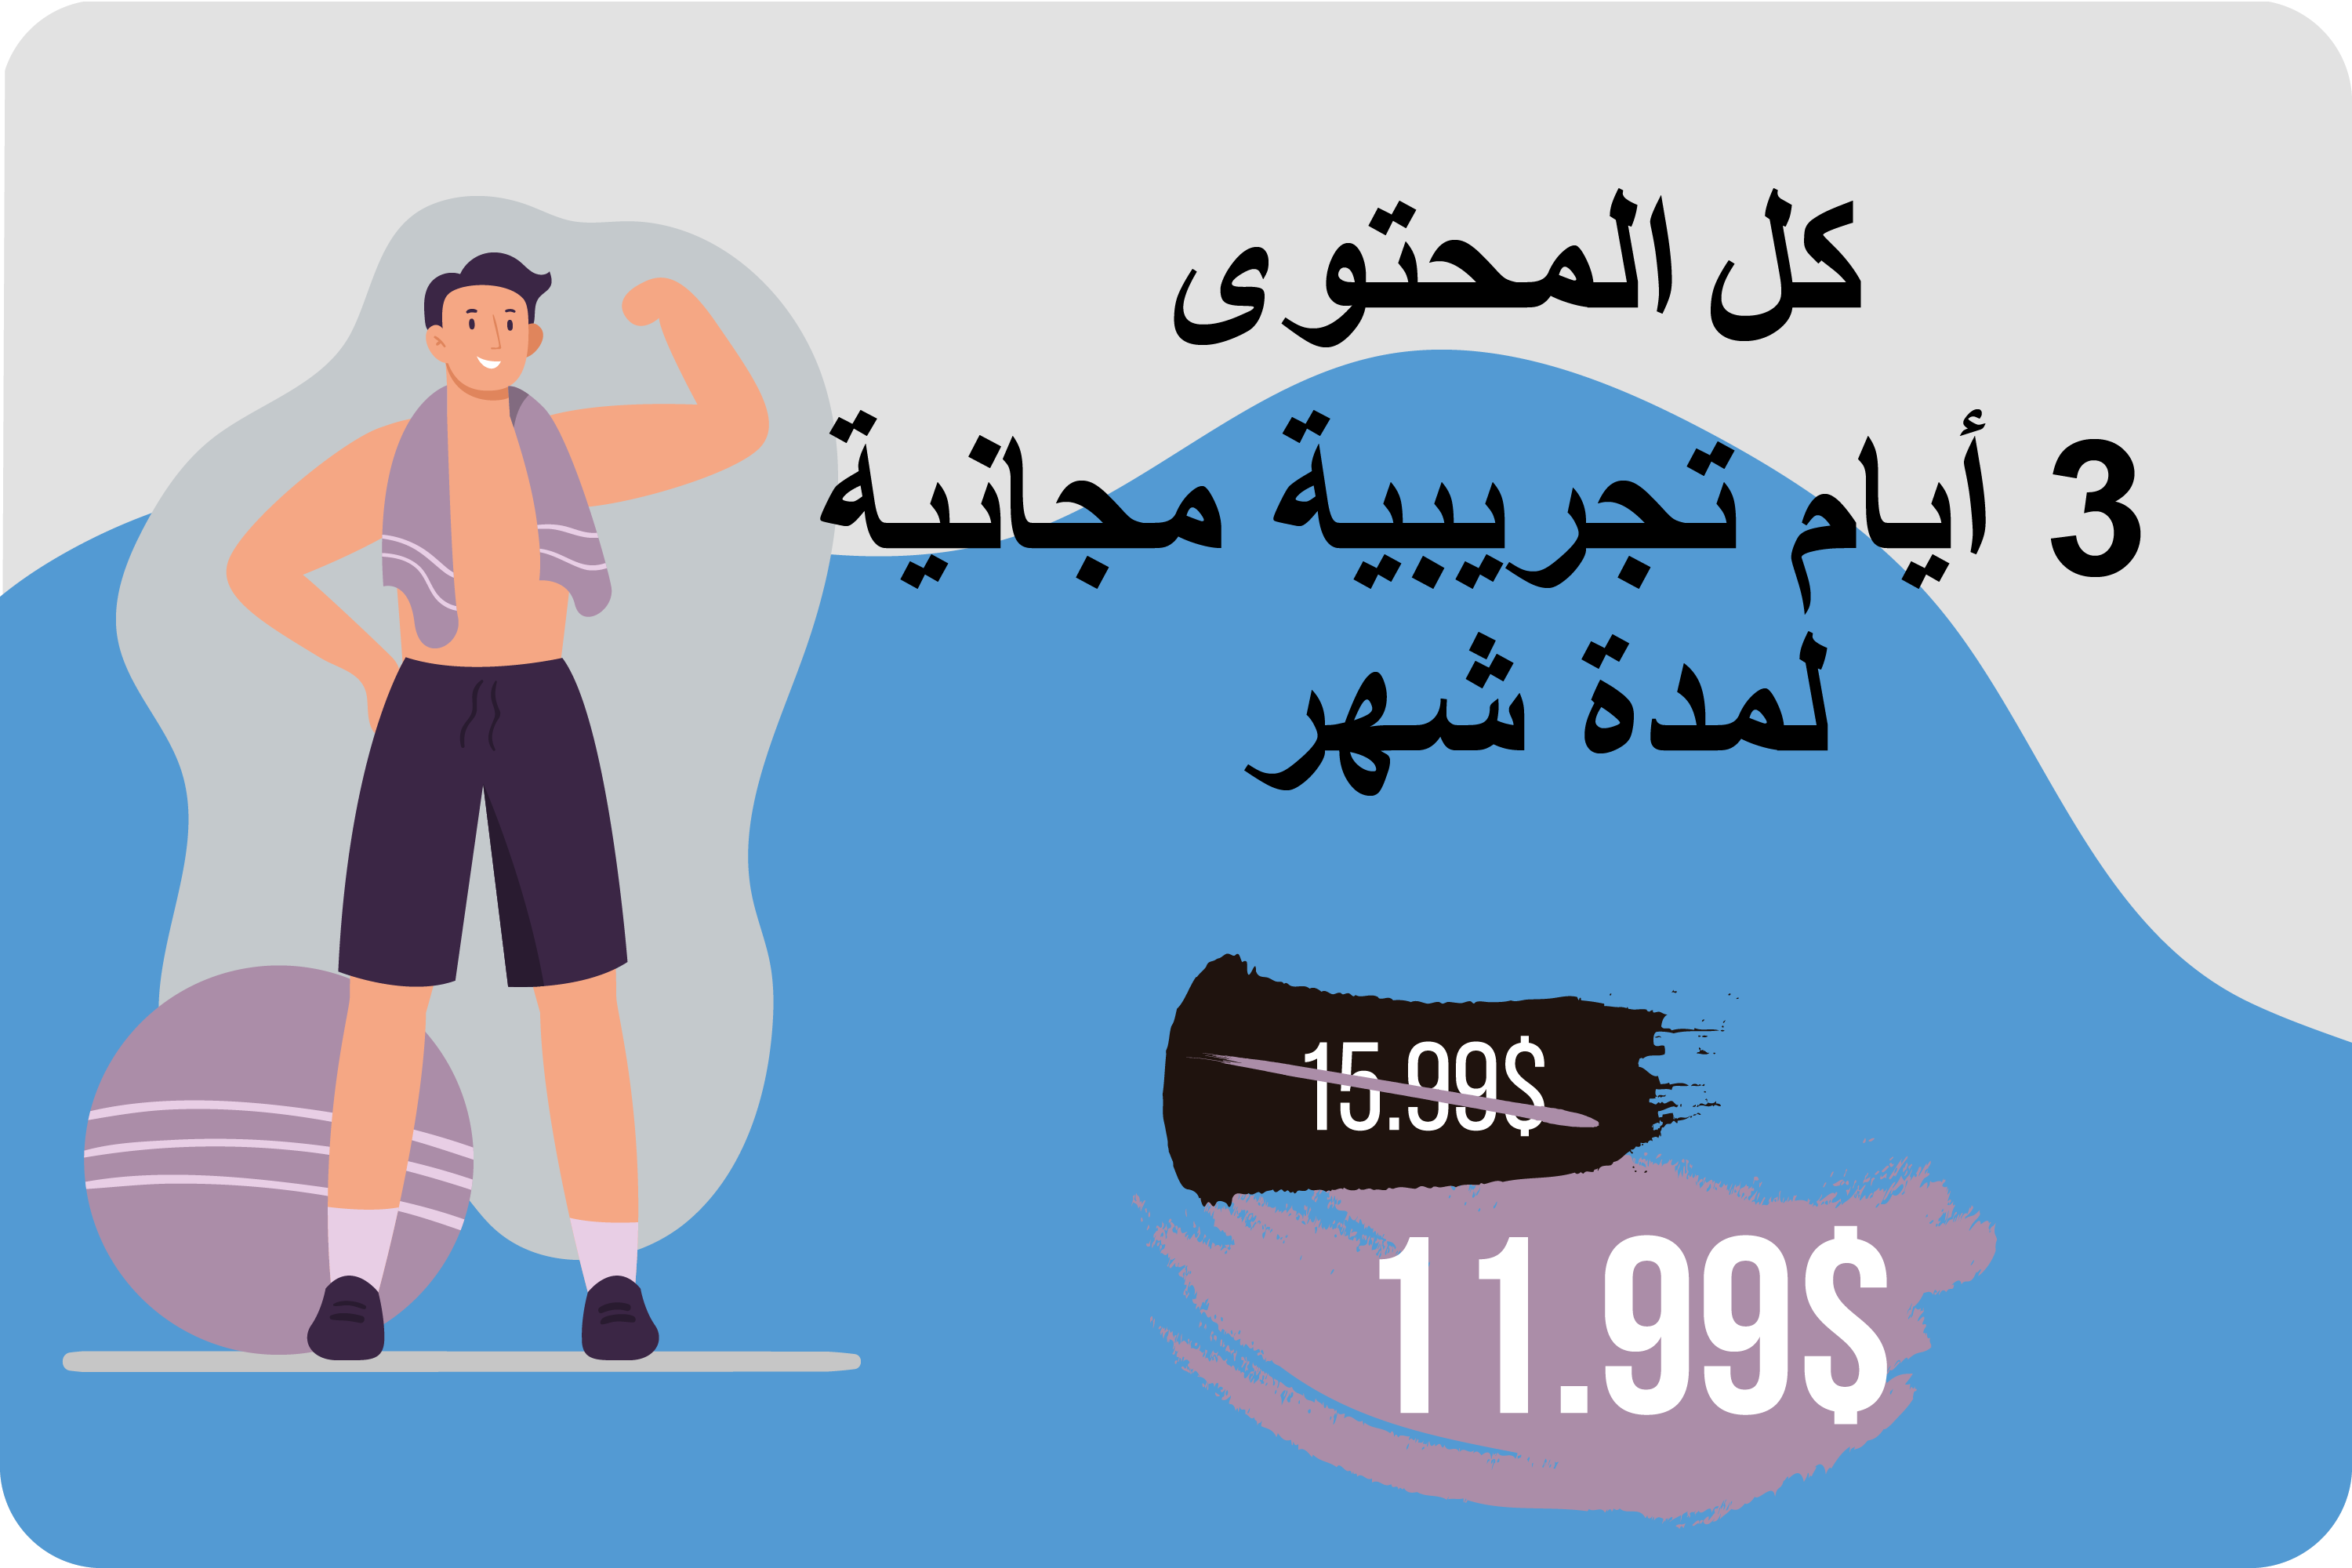 كل المحتوى
3 أيام تجريبية مجانية
لمدة شهر
15.99$
11.99$